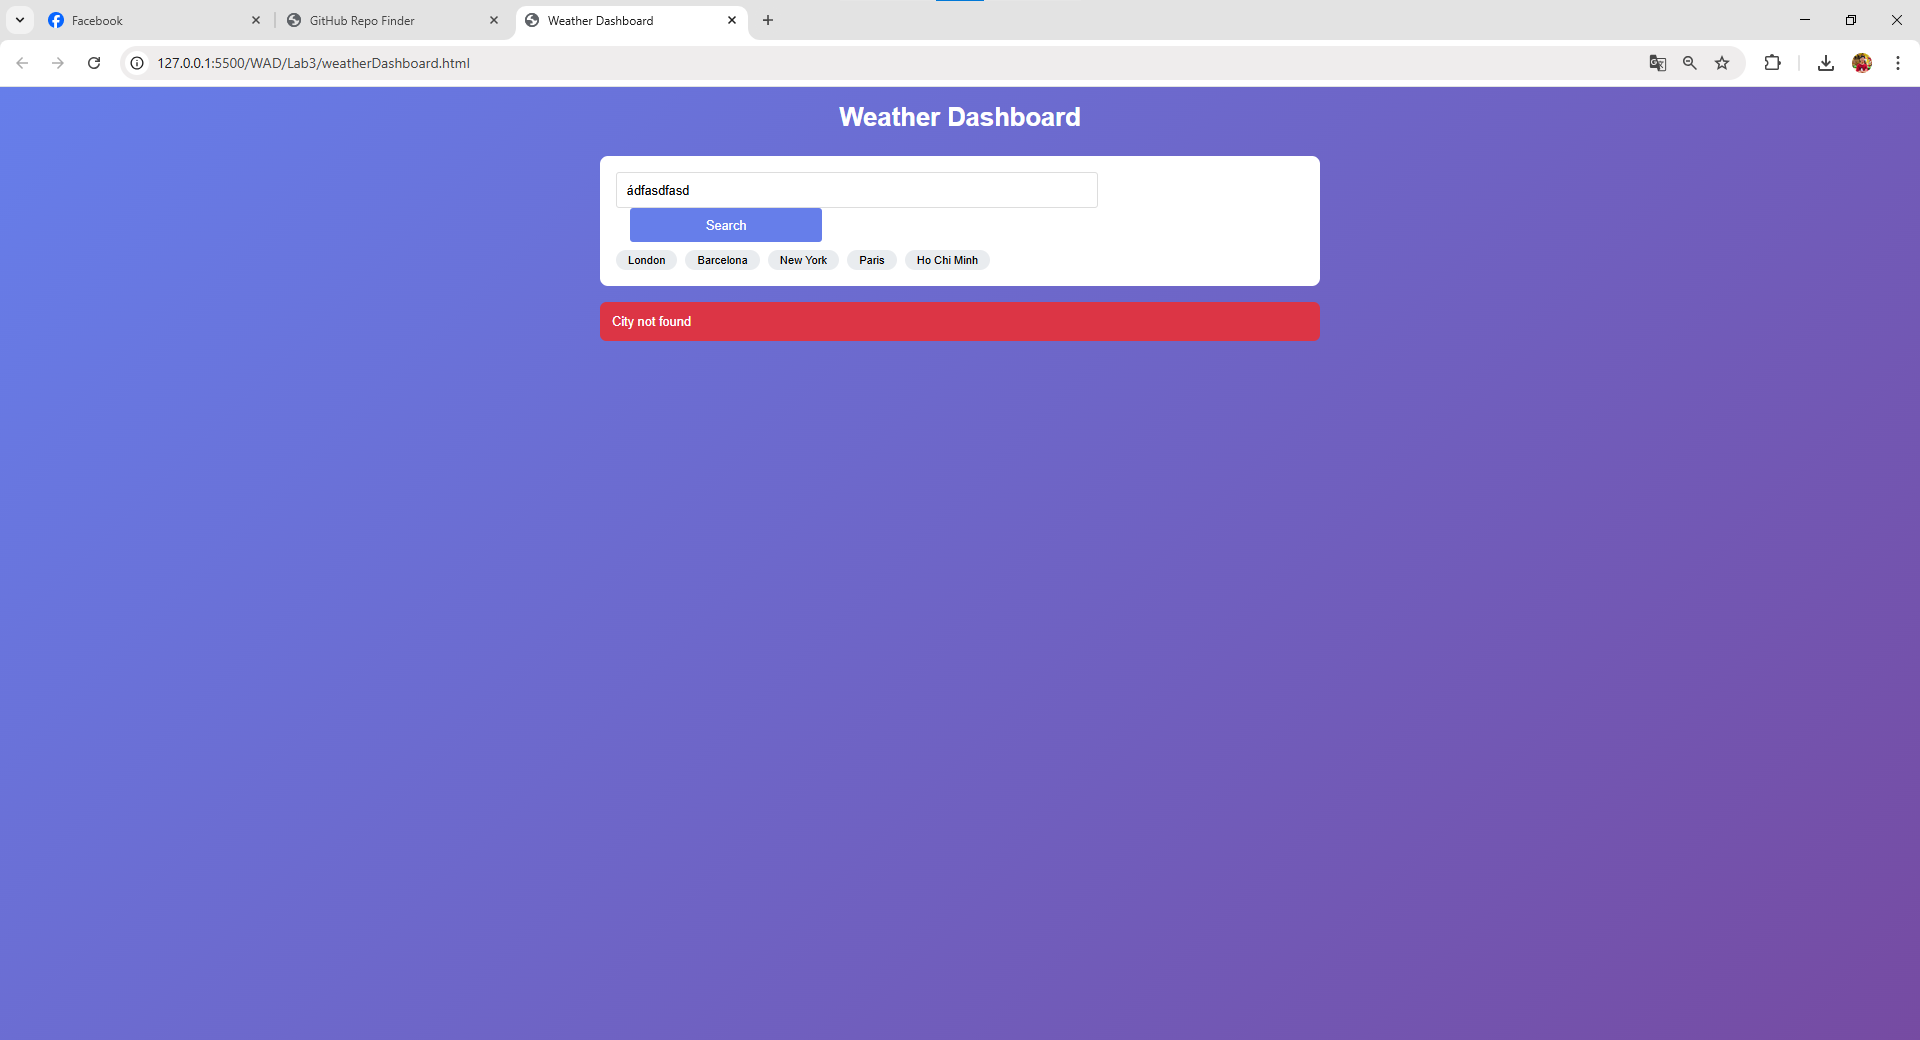 Facebook
GitHub Repo Finder
Weather Dashboard
127.0.0.1:5500/WAD/Lab3/weatherDashboard.html
Weather Dashboard
ádfasdfasd
Search
London Barcelona New York Paris Ho Chi Minh
City not found